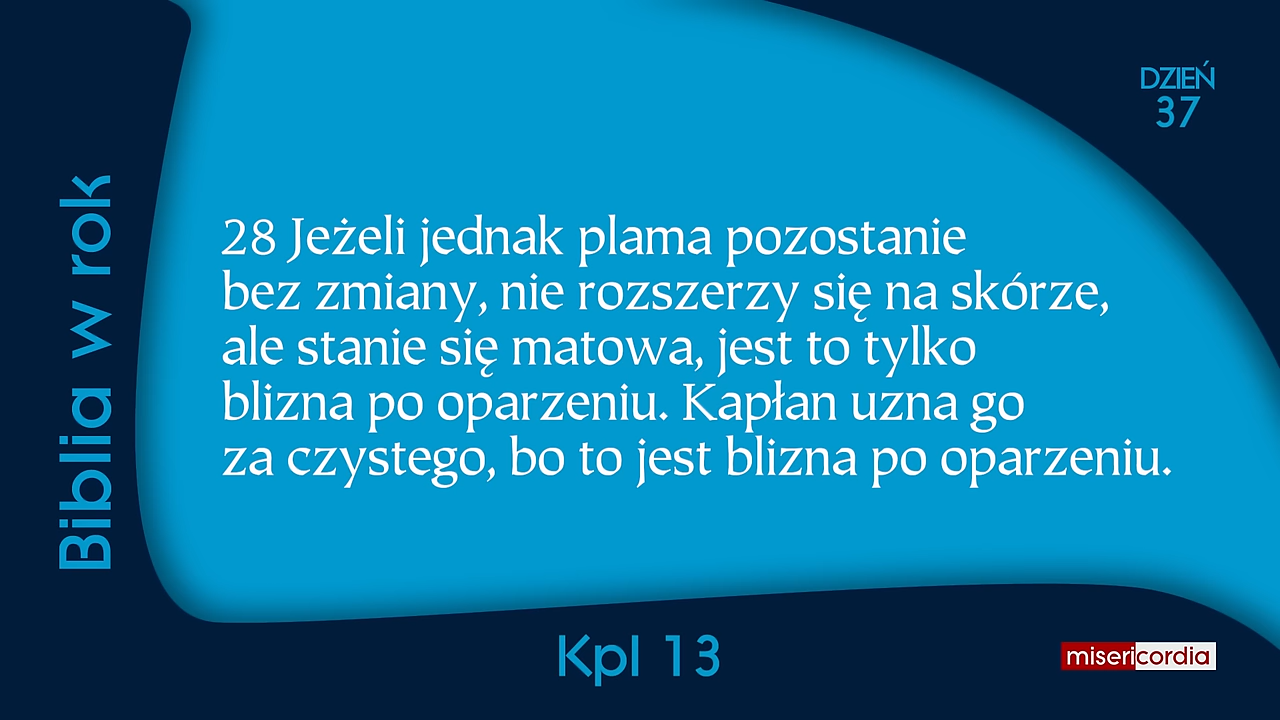 DZIEŃ
37
Biblia w rok
28 Jeżeli jednak plama pozostanie
bez zmiany, nie rozszerzy się na skórze,
ale stanie się matowa, jest to tylko
blizna po oparzeniu. Kapłan uzna go
za czystego, bo to jest blizna po oparzeniu.
Kpl 13
misericordia